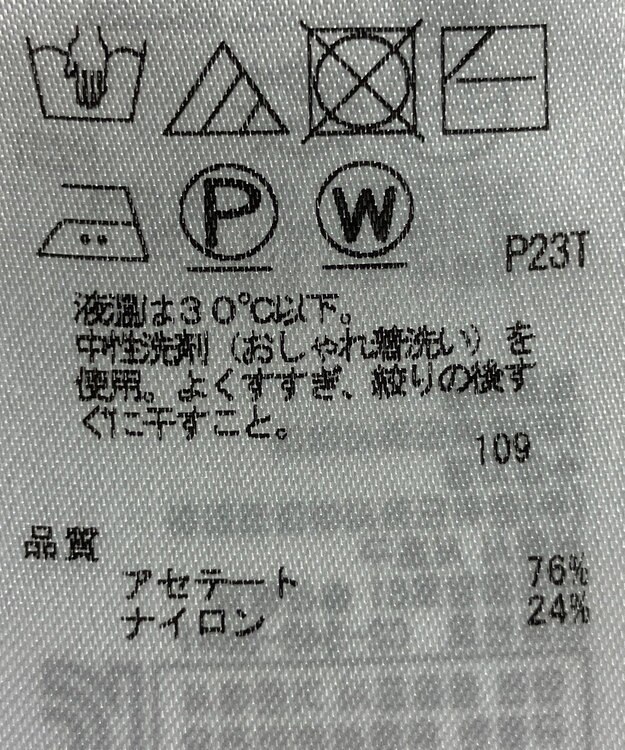 P
W
P23T
液温は30℃以下。
中性洗剤（おしゃれ着洗い）を
使用。よくすすぎ、絞りの後す
ぐに干すこと。
109
品質
アセテート 76%
ナイロン 24%